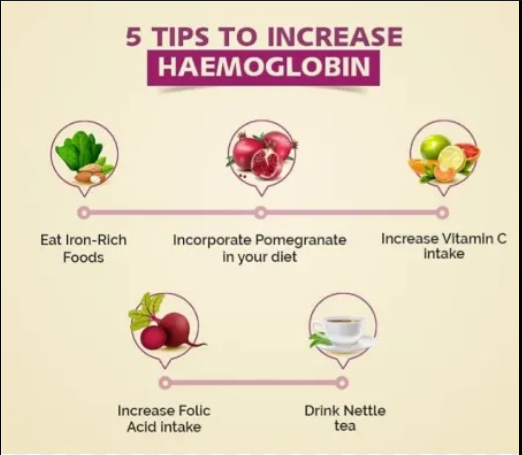 5 TIPS TO INCREASE
HAEMOGLOBIN
Eat Iron-Rich
Foods
Incorporate Pomegranate
in your diet
Increase Vitamin C
intake
Increase Folic
Acid intake
Drink Nettle
tea